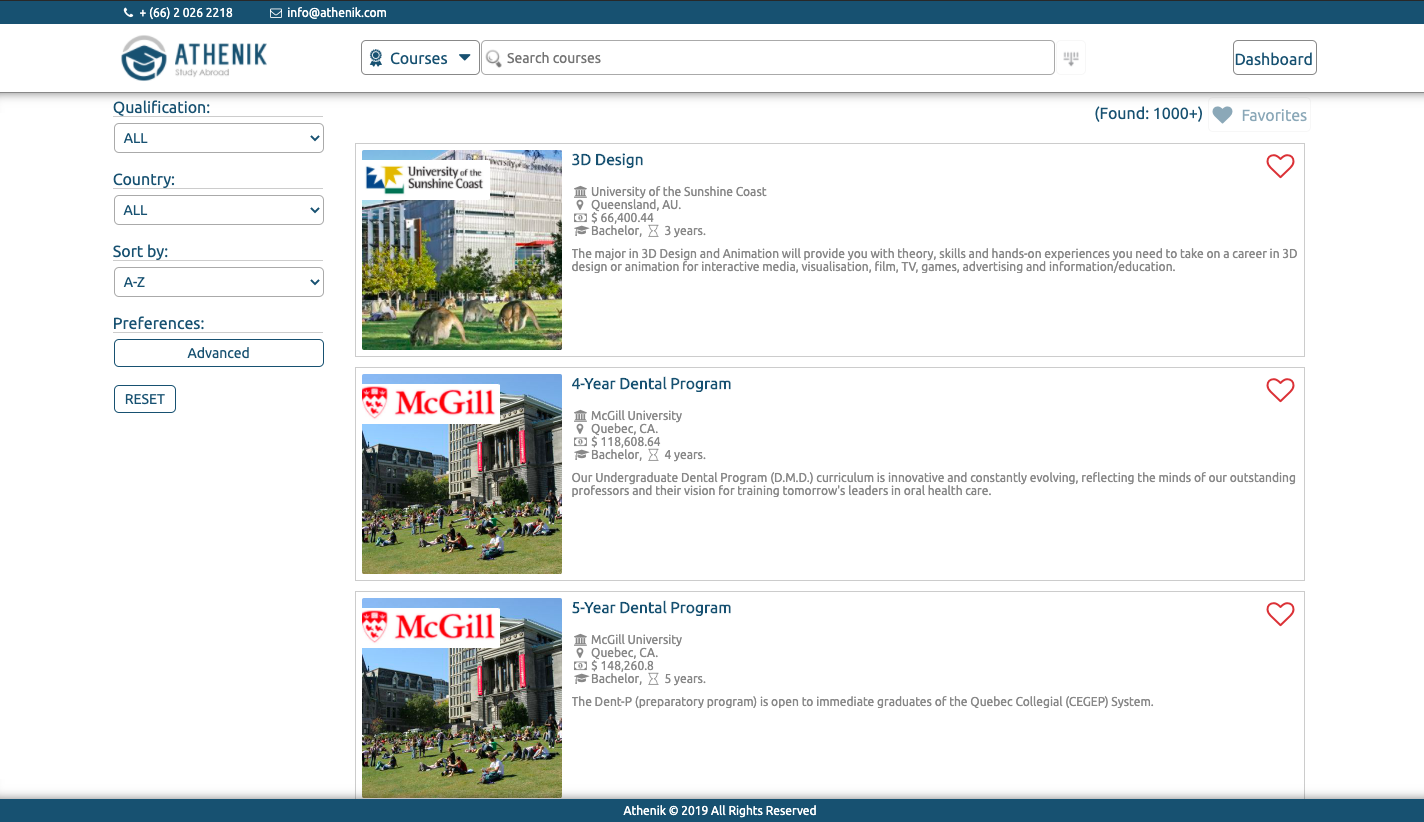 + (66) 2 026 2218 info@athenik.com
ATHENIK
Study Abroad
Courses
Search courses
Dashboard
Qualification:
ALL
Country:
ALL
Sort by:
A-Z
Preferences:
Advanced
RESET
(Found: 1000+) Favorites
University of the
Sunshine Coast
3D Design
University of the Sunshine Coast
Queensland, AU.
$ 66,400.44
Bachelor, 3 years.
The major in 3D Design and Animation will provide you with theory, skills and hands-on experiences you need to take on a career in 3D
design or animation for interactive media, visualisation, film, TV, games, advertising and information/education.
McGill
4-Year Dental Program
McGill University
Quebec, CA.
$ 118,608.64
Bachelor, 4 years.
Our Undergraduate Dental Program (D.M.D.) curriculum is innovative and constantly evolving, reflecting the minds of our outstanding
professors and their vision for training tomorrow's leaders in oral health care.
McGill
5-Year Dental Program
McGill University
Quebec, CA.
$ 148,260.8
Bachelor, 5 years.
The Dent-P (preparatory program) is open to immediate graduates of the Quebec Collegial (CEGEP) System.
Athenik © 2019 All Rights Reserved